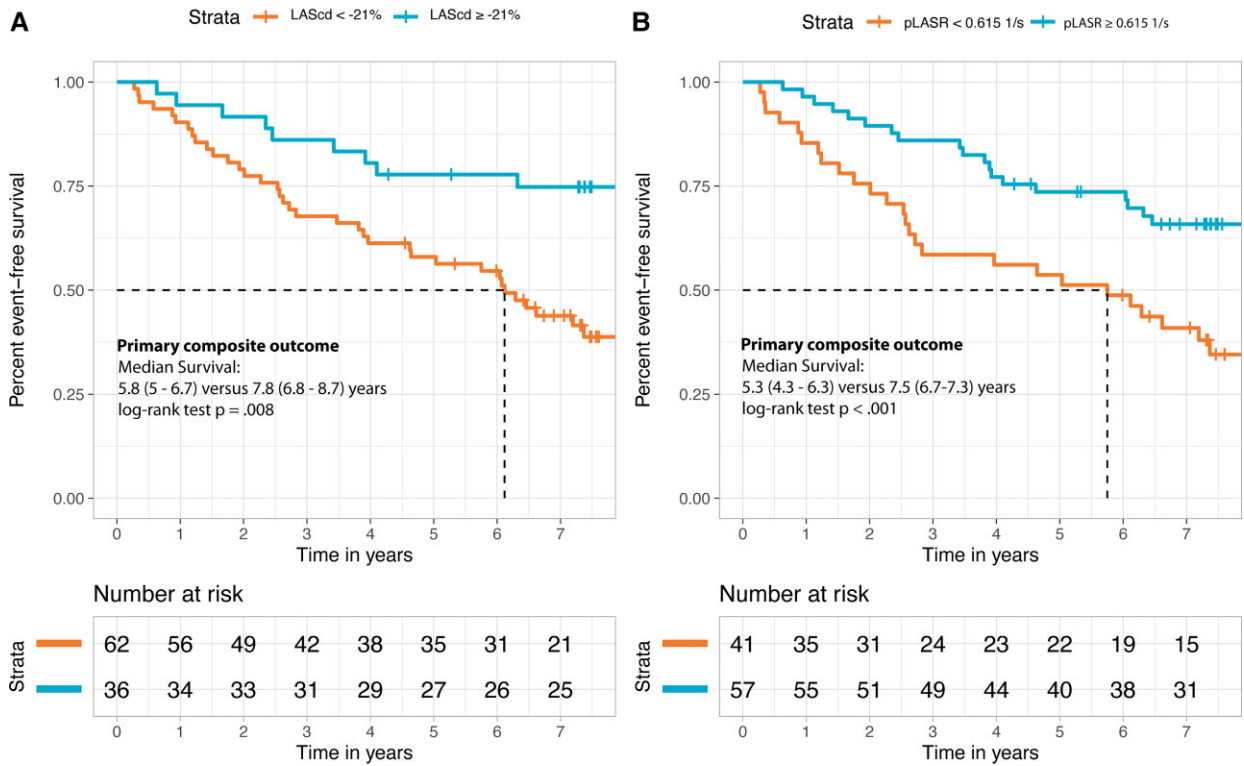 A
Strata LAScd < -21% LAScd ≥ -21%
Percent event–free survival
1.00
0.75
0.50
0.25
0.00
Primary composite outcome
Median Survival:
5.8 (5 - 6.7) versus 7.8 (6.8 - 8.7) years
log-rank test p = .008
0 1 2 3 4 5 6 7
Time in years
Number at risk
Strata
62 56 49 42 38 35 31 21
36 34 33 31 29 27 26 25
0 1 2 3 4 5 6 7
Time in years
B
Strata pLASR < 0.615 1/s pLASR ≥ 0.615 1/s
Percent event–free survival
1.00
0.75
0.50
0.25
0.00
Primary composite outcome
Median Survival:
5.3 (4.3 - 6.3) versus 7.5 (6.7-7.3) years
log-rank test p < .001
0 1 2 3 4 5 6 7
Time in years
Number at risk
Strata
41 35 31 24 23 22 19 15
57 55 51 49 44 40 38 31
0 1 2 3 4 5 6 7
Time in years